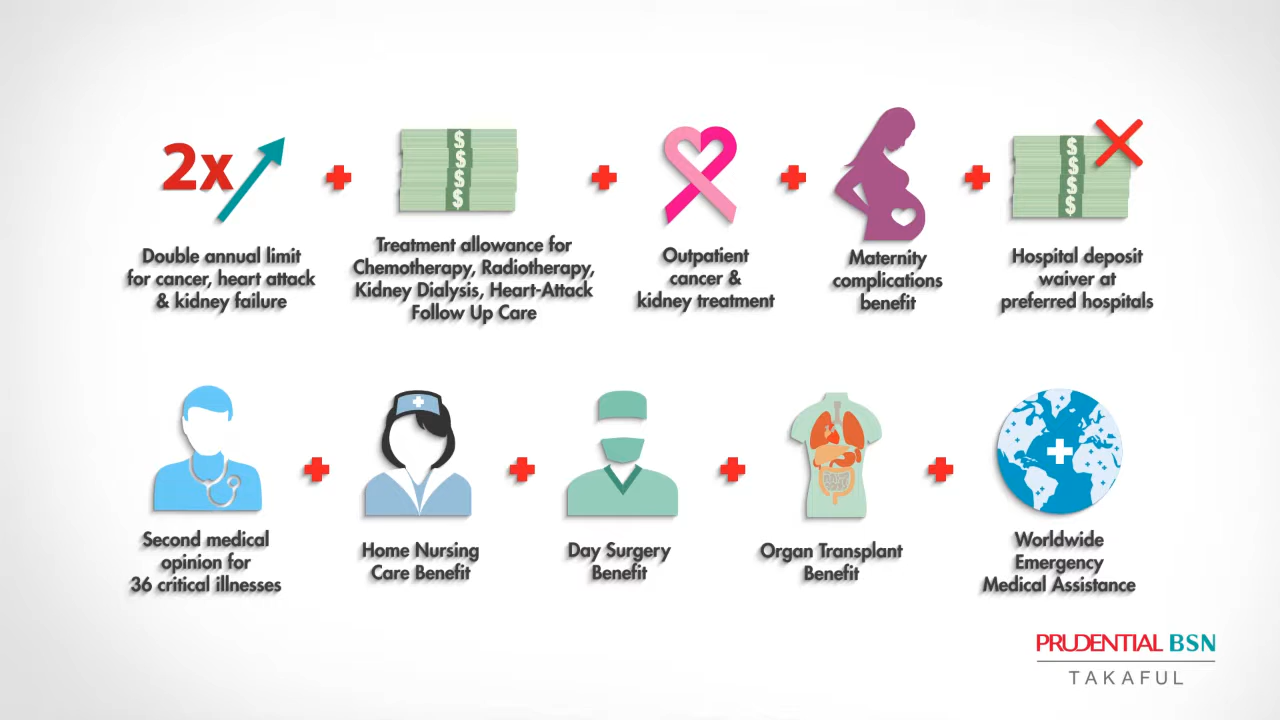 2x
$
$
$
$
$
$
$
$
Double annual limit
for cancer, heart attack
& kidney failure
Treatment allowance for
Chemotherapy, Radiotherapy,
Kidney Dialysis, Heart-Attack
Follow Up Care
Outpatient
cancer &
kidney treatment
Maternity
complications
benefit
Hospital deposit
waiver at
preferred hospitals
Second medical
opinion for
36 critical illnesses
Home Nursing
Care Benefit
Day Surgery
Benefit
Organ Transplant
Benefit
Worldwide
Emergency
Medical Assistance
PRUDENTIAL BSN
TAKAFUL